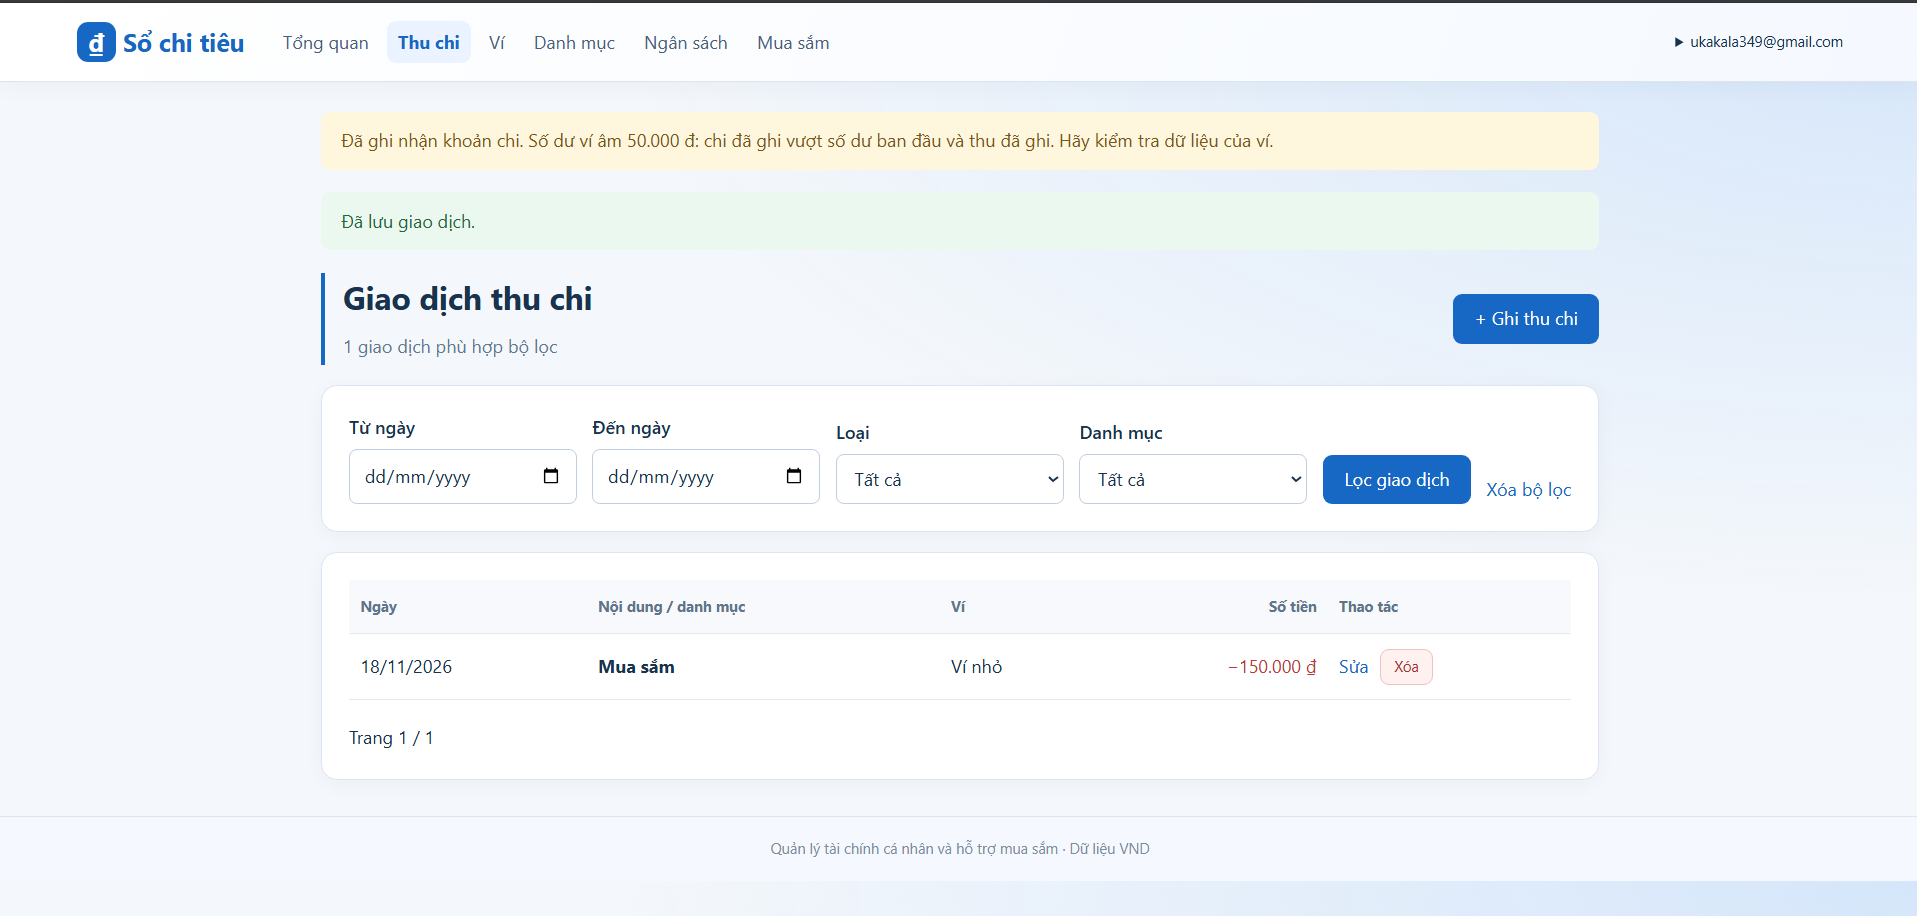 đ Sổ chi tiêu Tổng quan Thu chi Ví Danh mục Ngân sách Mua sắm ▶ ukakala349@gmail.com
Đã ghi nhận khoản chi. Số dư ví âm 50.000 đ: chi đã ghi vượt số dư ban đầu và thu đã ghi. Hãy kiểm tra dữ liệu của ví.
Đã lưu giao dịch.
Giao dịch thu chi
1 giao dịch phù hợp bộ lọc
+ Ghi thu chi
Từ ngày Đến ngày Loại Danh mục
dd/mm/yyyy dd/mm/yyyy Tất cả Tất cả Lọc giao dịch Xóa bộ lọc
Ngày Nội dung / danh mục Ví Số tiền Thao tác
18/11/2026 Mua sắm Ví nhỏ −150.000 ₫ Sửa Xóa
Trang 1 / 1
Quản lý tài chính cá nhân và hỗ trợ mua sắm · Dữ liệu VND